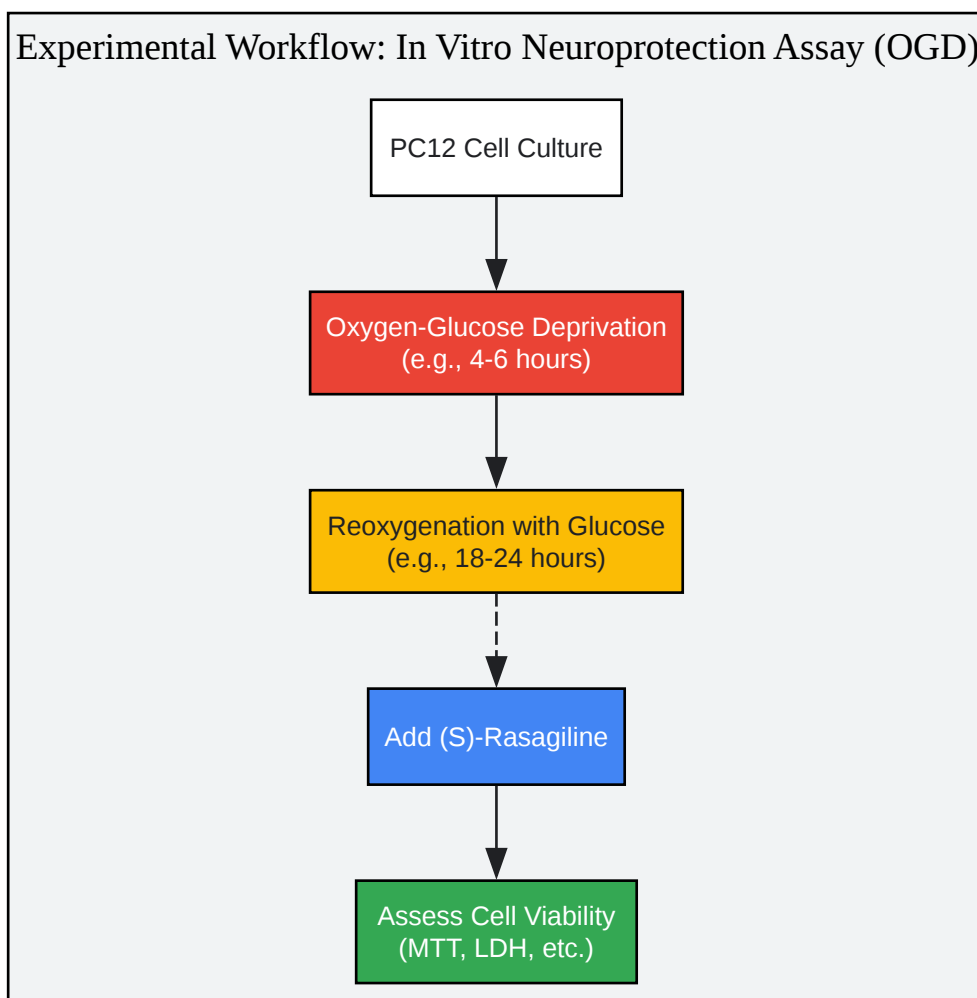 Experimental Workflow: In Vitro Neuroprotection Assay (OGD)
PC12 Cell Culture
Oxygen-Glucose Deprivation
(e.g., 4-6 hours)
Reoxygenation with Glucose
(e.g., 18-24 hours)
Add (S)-Rasagiline
Assess Cell Viability
(MTT, LDH, etc.)